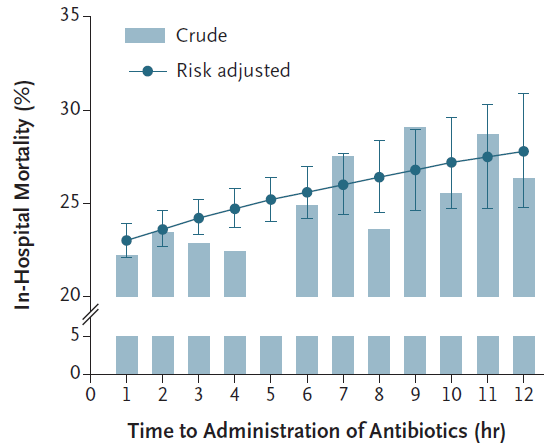 35
Crude
Risk adjusted
30
25
20
5
0
In-Hospital Mortality (%)
0 1 2 3 4 5 6 7 8 9 10 11 12
Time to Administration of Antibiotics (hr)